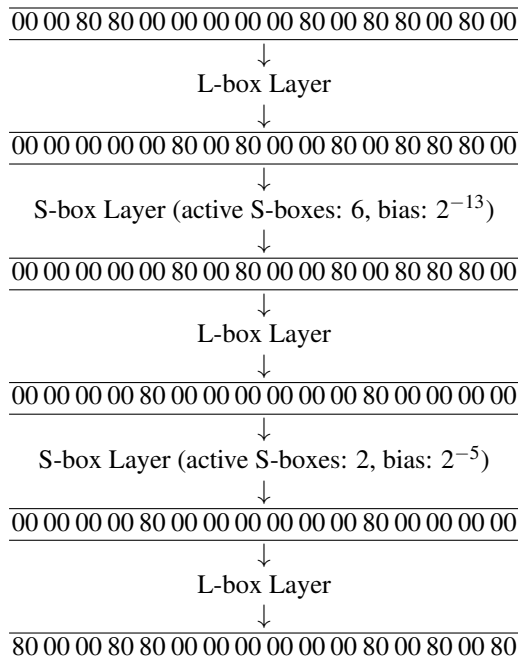 00 00 80 80 00 00 00 00 00 80 00 80 80 00 80 00
↓
L-box Layer
↓
00 00 00 00 00 80 00 80 00 00 80 00 80 80 80 00
↓
S-box Layer (active S-boxes: 6, bias: 2⁻¹³)
↓
00 00 00 00 00 80 00 80 00 00 80 00 80 80 80 00
↓
L-box Layer
↓
00 00 00 00 80 00 00 00 00 00 00 80 00 00 00 00
↓
S-box Layer (active S-boxes: 2, bias: 2⁻⁵)
↓
00 00 00 00 80 00 00 00 00 00 00 80 00 00 00 00
↓
L-box Layer
↓
80 00 00 80 80 00 00 00 00 00 00 80 00 80 00 80